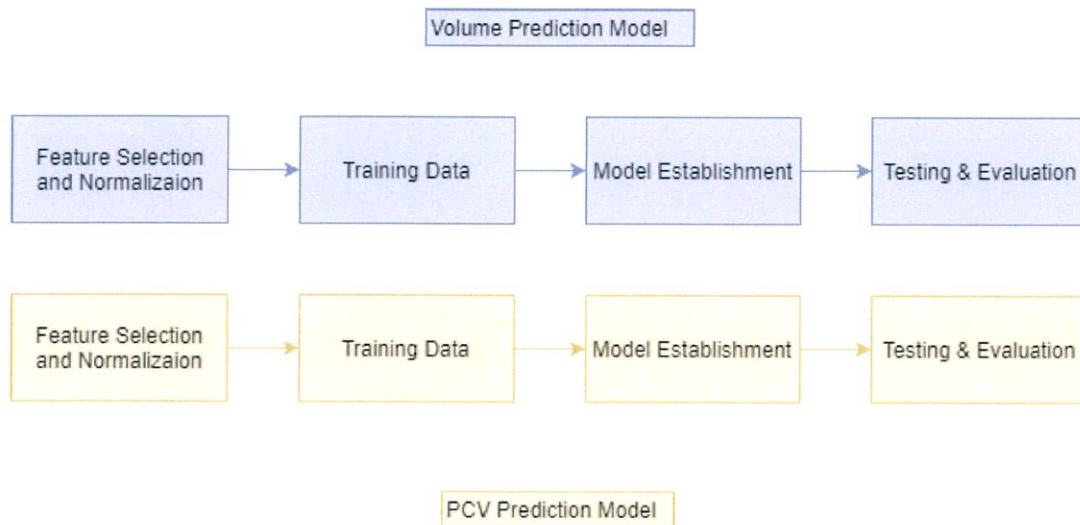 Volume Prediction Model
Feature Selection
and Normalizaion
Training Data
Model Establishment
Testing & Evaluation
Feature Selection
and Normalizaion
Training Data
Model Establishment
Testing & Evaluation
PCV Prediction Model